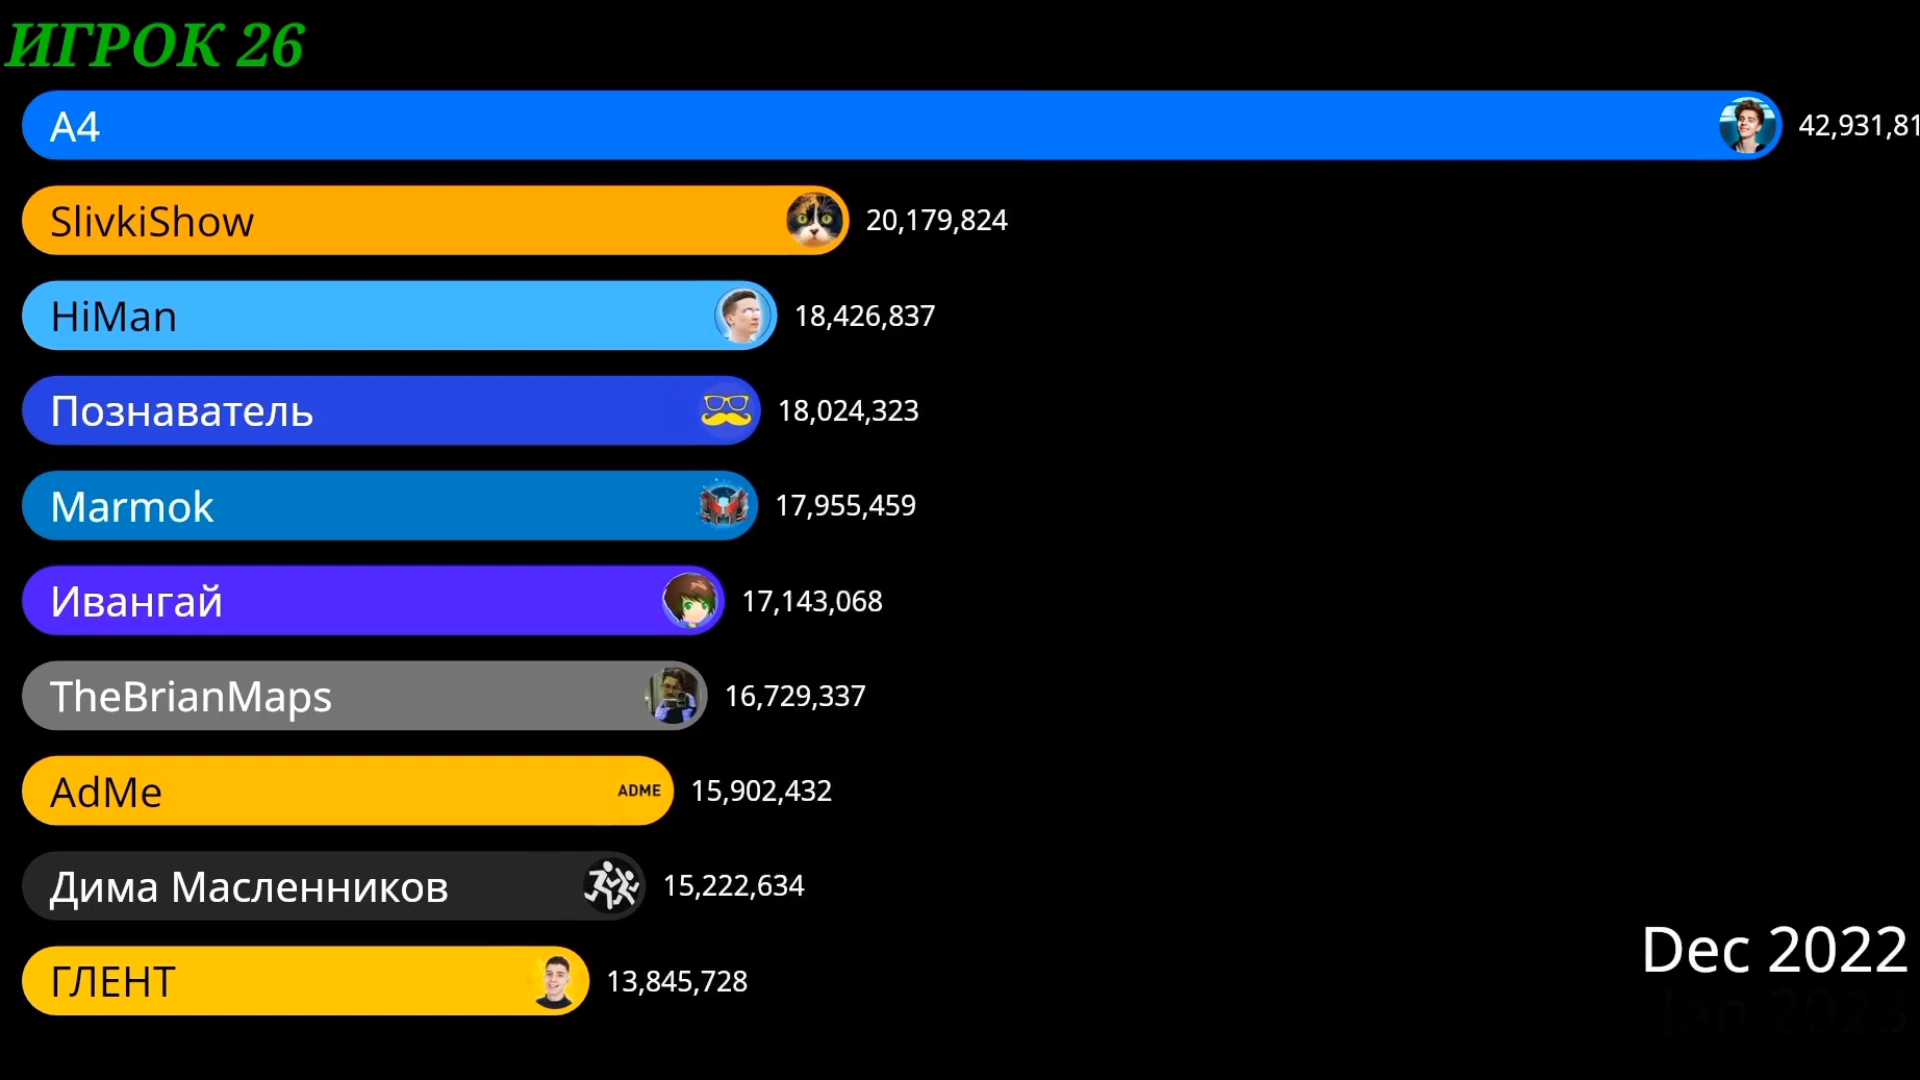 ИГРОК 26
A4 42,931,81
SlivkiShow 20,179,824
HiMan 18,426,837
Познаватель 18,024,323
Marmok 17,955,459
Ивангай 17,143,068
TheBrianMaps 16,729,337
AdMe ADME 15,902,432
Дима Масленников 15,222,634
ГЛЕНТ 13,845,728
Dec 2022
Jan 2023